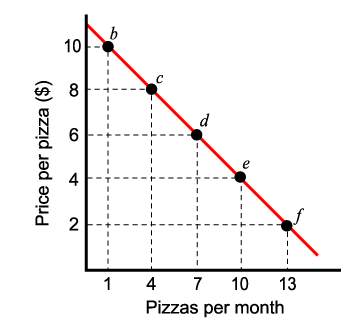 Price per pizza ($)
10
8
6
4
2
b
c
d
e
f
1 4 7 10 13
Pizzas per month